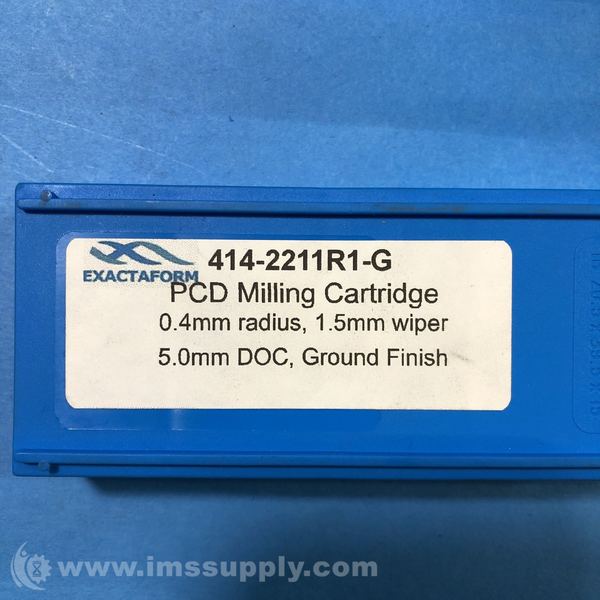 414-2211R1-G
EXACTAFORM
PCD Milling Cartridge
0.4mm radius, 1.5mm wiper
5.0mm DOC, Ground Finish
www.imssupply.com